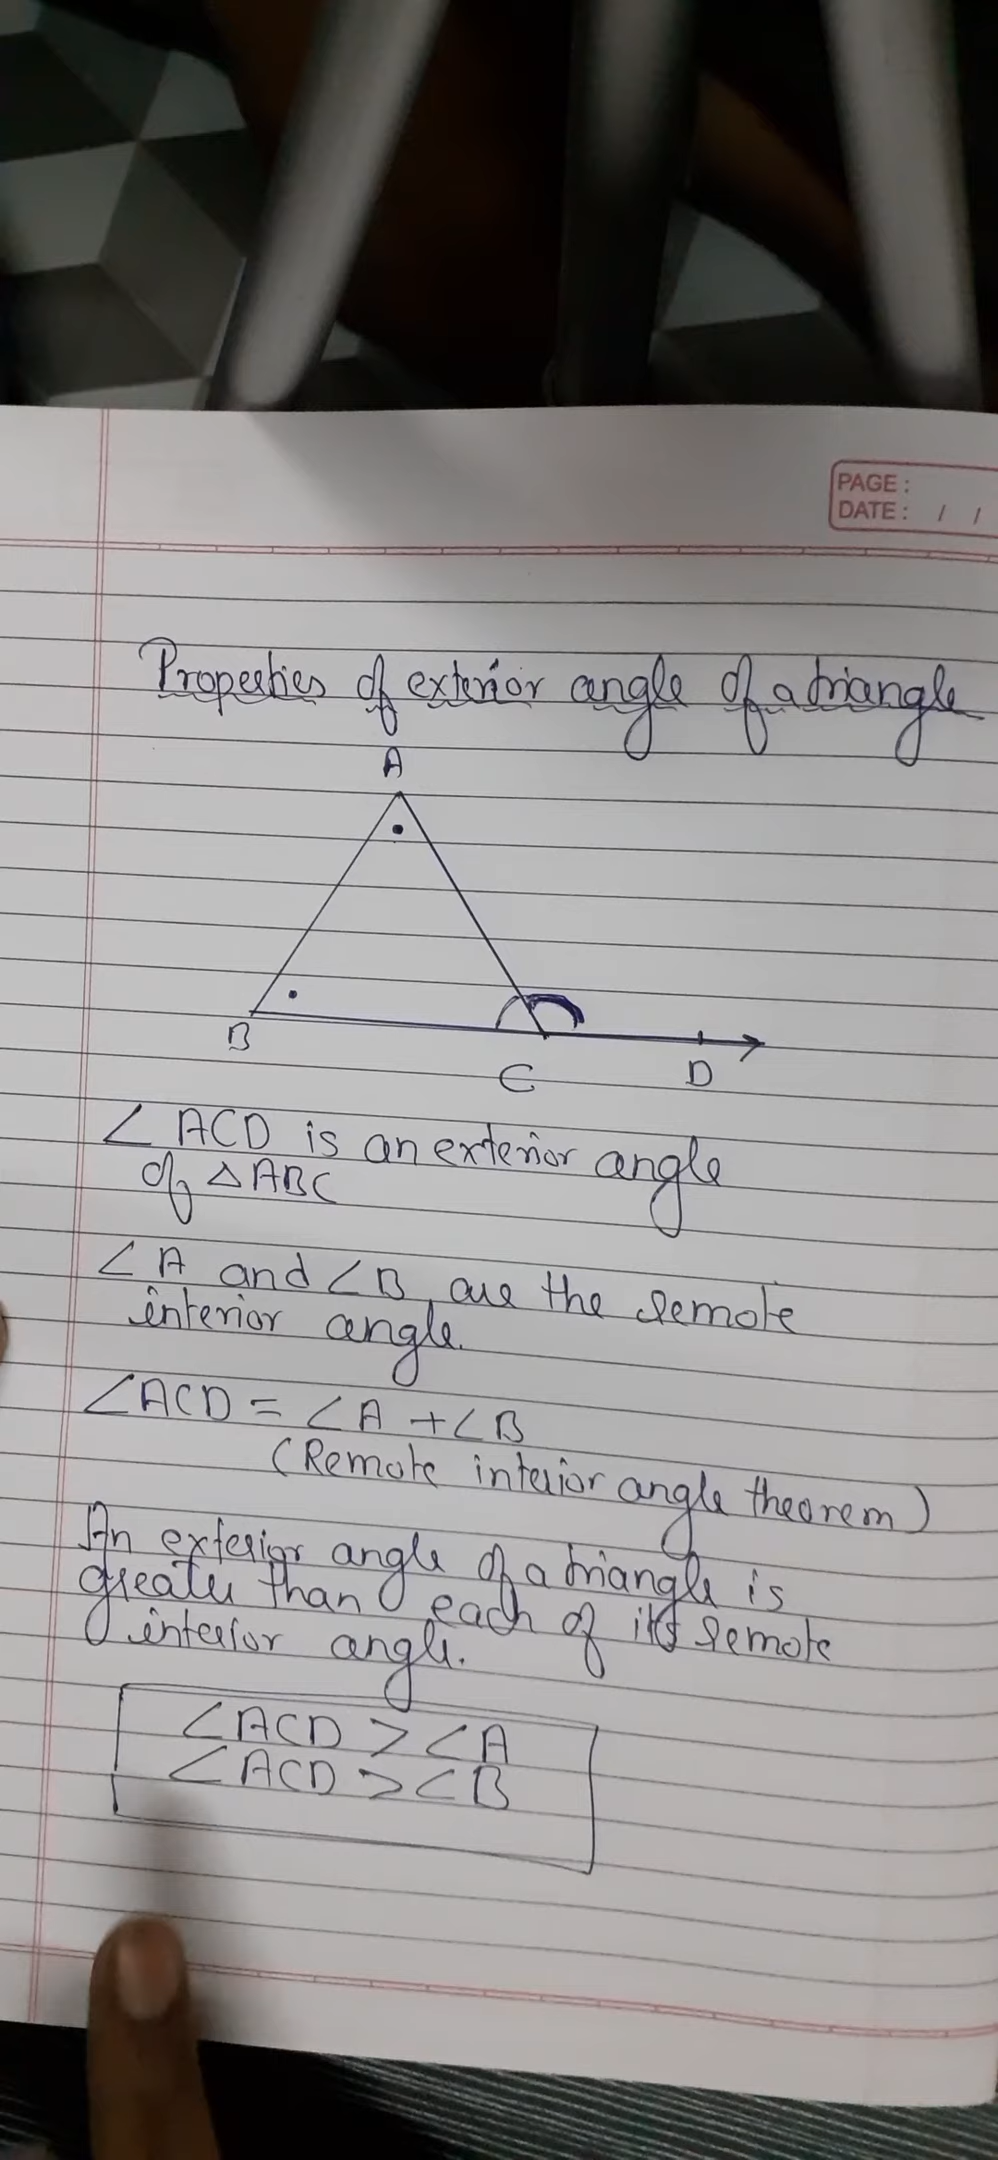 PAGE :
DATE : / /
Properties of exterior angle of a triangle
A
B
C
D
∠ ACD is an exterior angle
of △ABC
∠ A and ∠B are the remote
interior angle.
∠ACD = ∠A + ∠B
(Remote interior angle theorem)
An exterior angle of a triangle is
greater than each of its remote
interior angle.
∠ACD > ∠A
∠ACD > ∠B